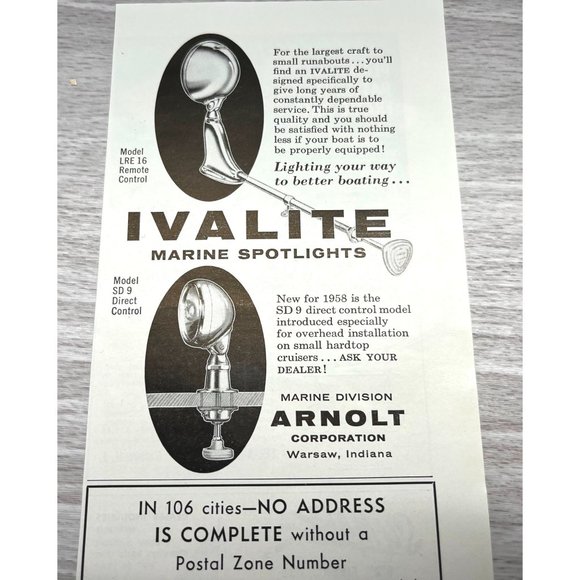 For the largest craft to
small runabouts...you'll
find an IVALITE de-
signed specifically to
give long years of
constantly dependable
service. This is true
quality and you should
be satisfied with nothing
less if your boat is to
be properly equipped!
Lighting your way
to better boating...
Model
LRE 16
Remote
Control
IVALITE
MARINE SPOTLIGHTS
Model
SD 9
Direct
Control
New for 1958 is the
SD 9 direct control model
introduced especially
for overhead installation
on small hardtop
cruisers...ASK YOUR
DEALER!
MARINE DIVISION
ARNOLT
CORPORATION
Warsaw, Indiana
IN 106 cities—NO ADDRESS
IS COMPLETE without a
Postal Zone Number